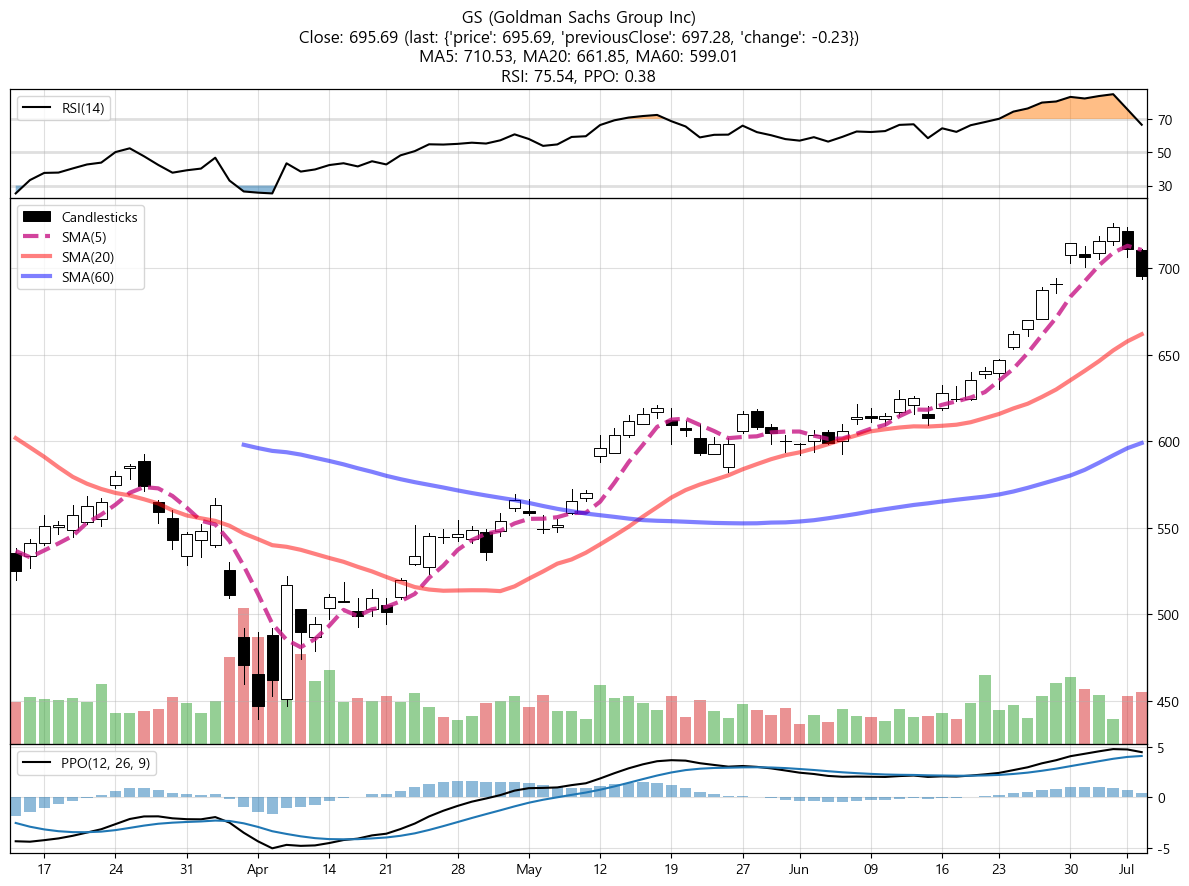 GS (Goldman Sachs Group Inc)
Close: 695.69 (last: {'price': 695.69, 'previousClose': 697.28, 'change': -0.23})
MA5: 710.53, MA20: 661.85, MA60: 599.01
RSI: 75.54, PPO: 0.38
RSI(14)
70
50
30
Candlesticks
SMA(5)
SMA(20)
SMA(60)
700
650
600
550
500
450
PPO(12, 26, 9)
5
0
-5
17 24 31 Apr 14 21 28 May 12 19 27 Jun 09 16 23 30 Jul